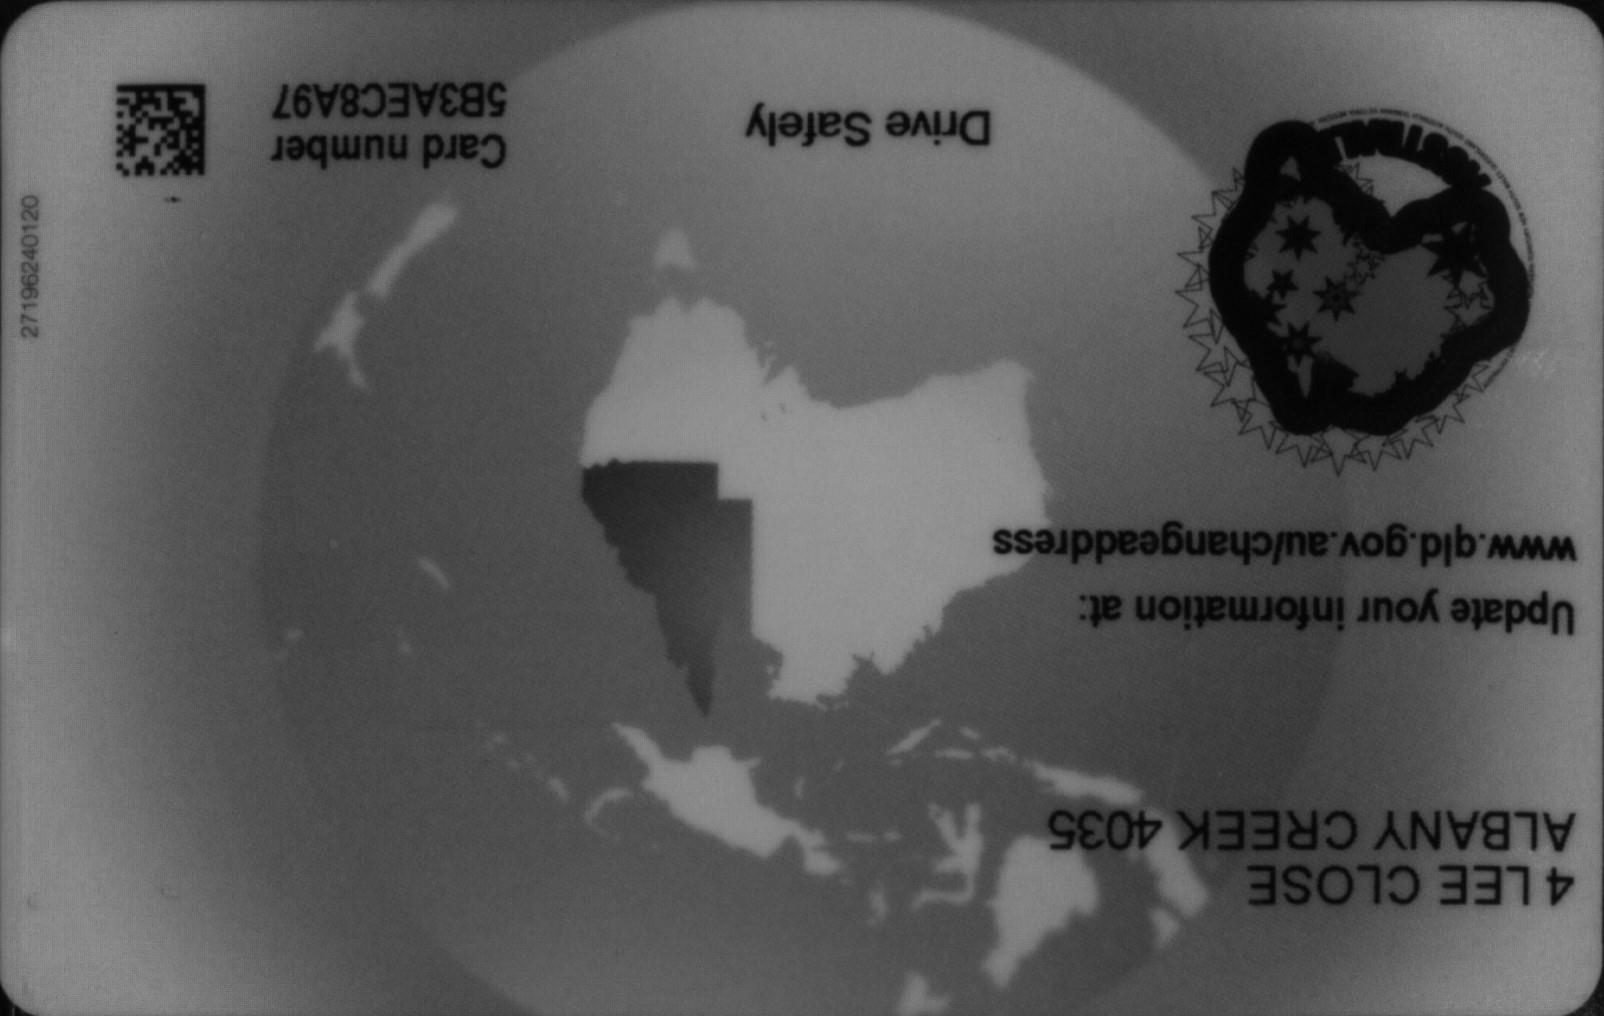 4 LEE CLOSE
ALBANY CREEK 4035
Update your information at:
www.qld.gov.au/changeaddress
Drive Safely
Card number
5B3AEC8A97
27196240120